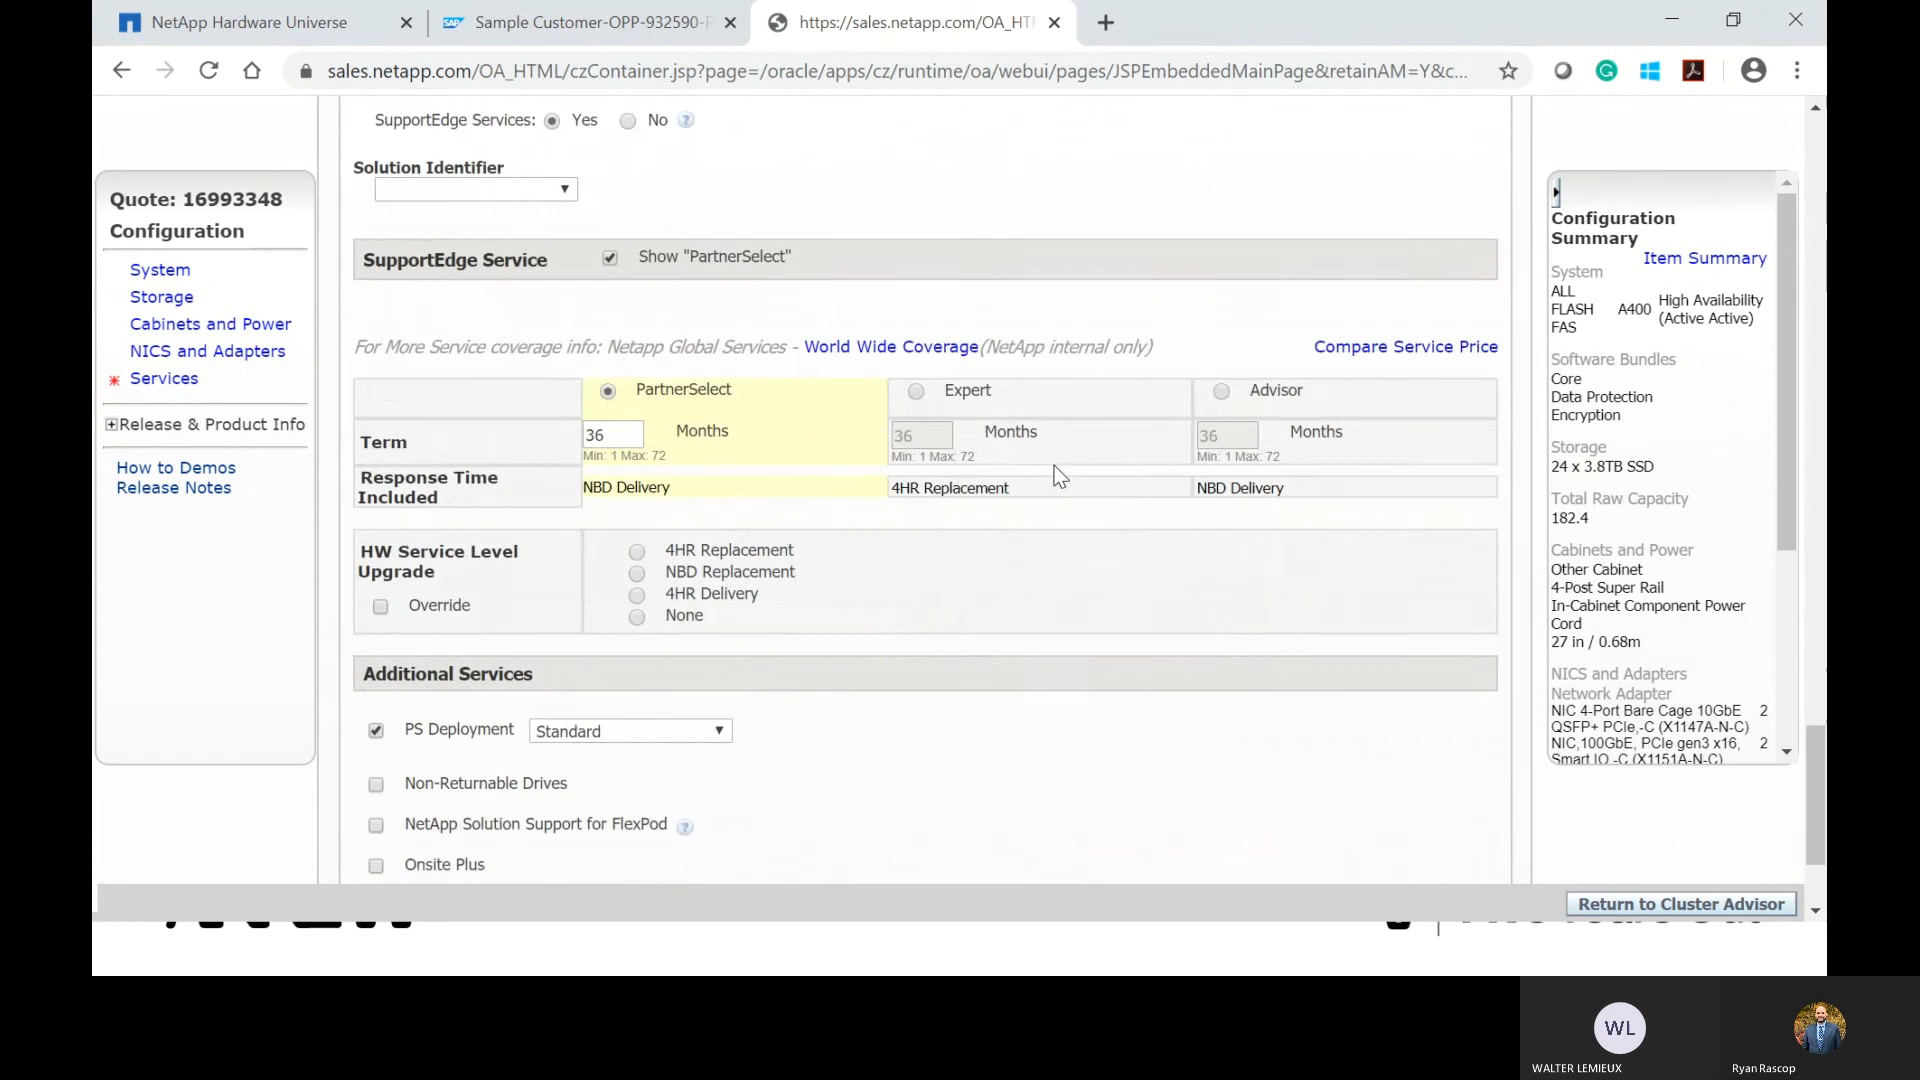 NetApp Hardware Universe
SAP Sample Customer-OPP-932590-R
https://sales.netapp.com/OA_HTM
sales.netapp.com/OA_HTML/czContainer.jsp?page=/oracle/apps/cz/runtime/oa/webui/pages/JSPEmbeddedMainPage&retainAM=Y&c...
Quote: 16993348
Configuration
System
Storage
Cabinets and Power
NICS and Adapters
Services
Release & Product Info
How to Demos
Release Notes
SupportEdge Services: Yes No ?
Solution Identifier
SupportEdge Service Show "PartnerSelect"
For More Service coverage info: Netapp Global Services - World Wide Coverage(NetApp internal only) Compare Service Price
PartnerSelect Expert Advisor
Term 36 Months 36 Months 36 Months
Min: 1 Max: 72 Min: 1 Max: 72 Min: 1 Max: 72
Response Time
Included
NBD Delivery 4HR Replacement NBD Delivery
HW Service Level
Upgrade
Override
4HR Replacement
NBD Replacement
4HR Delivery
None
Additional Services
PS Deployment Standard
Non-Returnable Drives
NetApp Solution Support for FlexPod ?
Onsite Plus
Configuration
Summary
Item Summary
System
ALL
FLASH
FAS
A400
High Availability
(Active Active)
Software Bundles
Core
Data Protection
Encryption
Storage
24 x 3.8TB SSD
Total Raw Capacity
182.4
Cabinets and Power
Other Cabinet
4-Post Super Rail
In-Cabinet Component Power
Cord
27 in / 0.68m
NICS and Adapters
Network Adapter
NIC 4-Port Bare Cage 10GbE 2
QSFP+ PCIe,-C (X1147A-N-C)
NIC,100GbE, PCIe gen3 x16, 2
Smart IO -C (X1151A-N-C)
Return to Cluster Advisor
WL
WALTER LEMIEUX
Ryan Rascop